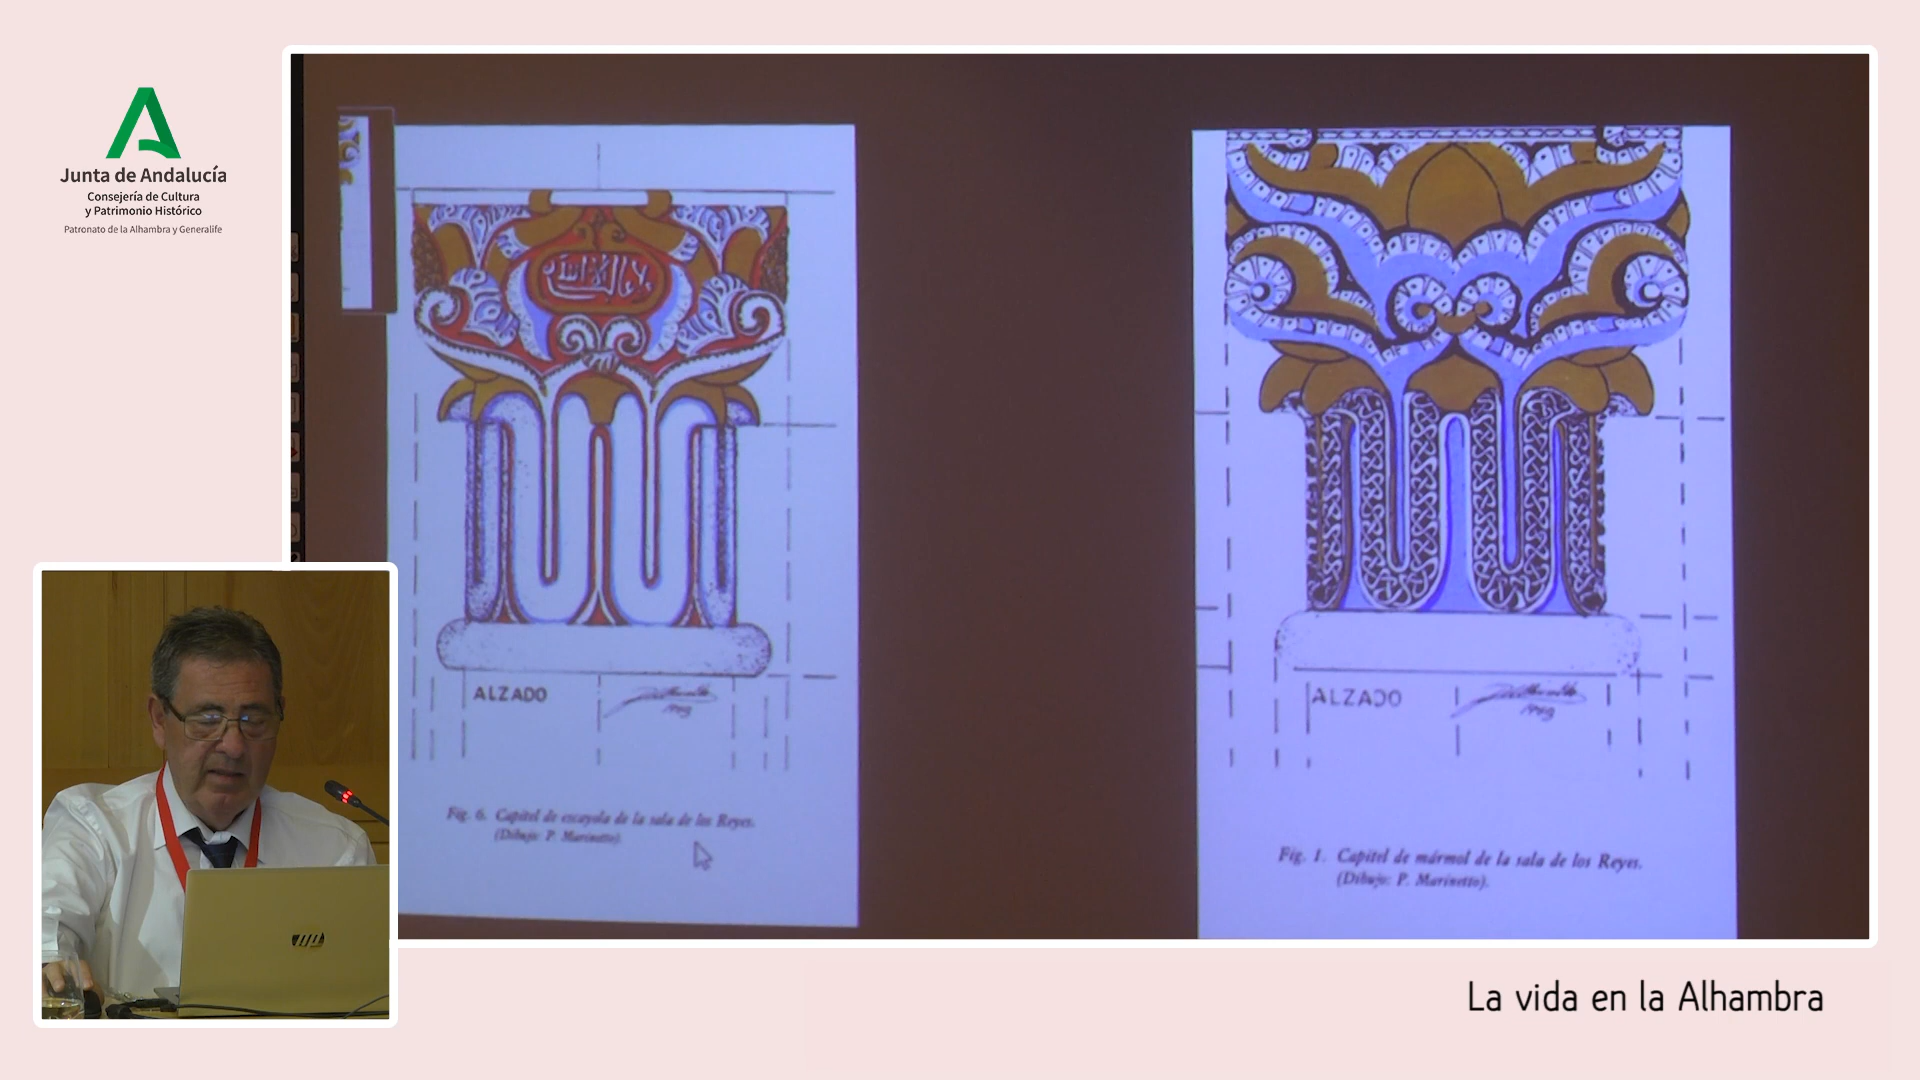 Junta de Andalucía
Consejería de Cultura
y Patrimonio Histórico
Patronato de la Alhambra y Generalife
ALZADO
Fig. 6. Capitel de escayola de la sala de los Reyes.
(Dibujo: P. Marinetto).
ALZADO
Fig. 1. Capitel de mármol de la sala de los Reyes.
(Dibujo: P. Marinetto).
La vida en la Alhambra